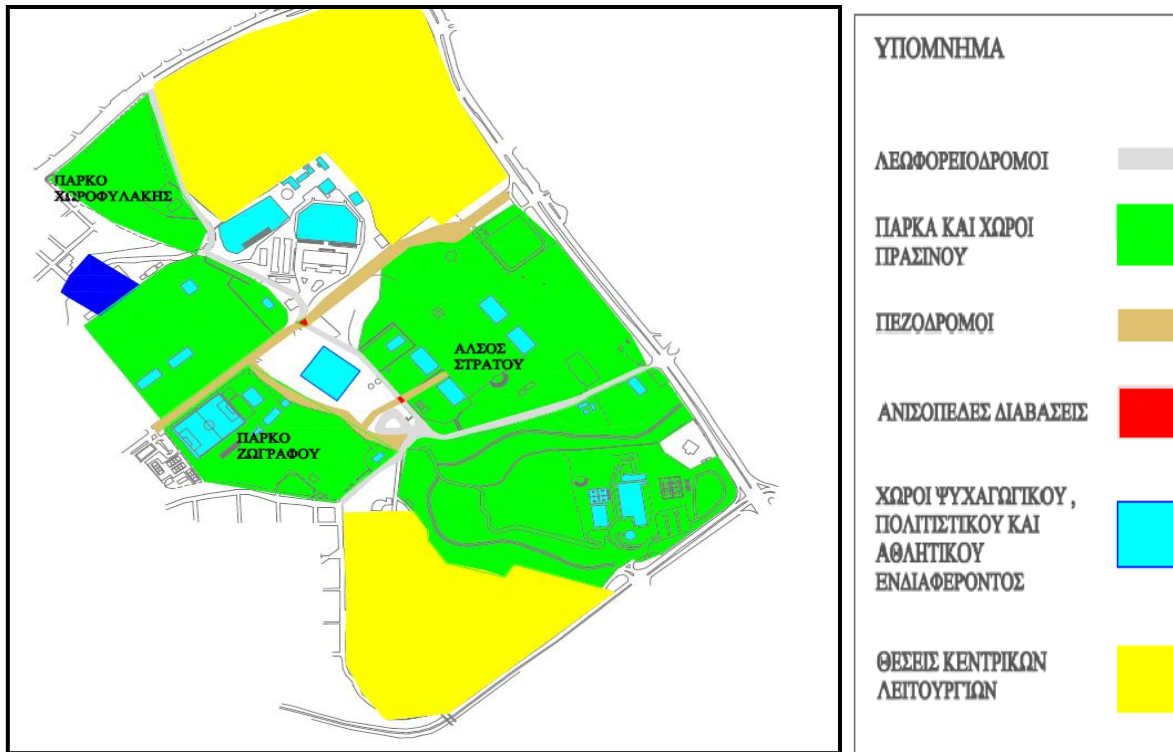 ΠΑΡΚΟ
ΧΩΡΟΦΥΛΑΚΗΣ
ΑΛΣΟΣ
ΣΤΡΑΤΟΥ
ΠΑΡΚΟ
ΖΩΓΡΑΦΟΥ
ΥΠΟΜΝΗΜΑ
ΛΕΩΦΟΡΕΙΟΔΡΟΜΟΙ
ΠΑΡΚΑ ΚΑΙ ΧΩΡΟΙ
ΠΡΑΣΙΝΟΥ
ΠΕΖΟΔΡΟΜΟΙ
ΑΝΙΣΟΠΕΔΕΣ ΔΙΑΒΑΣΕΙΣ
ΧΩΡΟΙ ΨΥΧΑΓΩΓΙΚΟΥ ,
ΠΟΛΙΤΙΣΤΙΚΟΥ ΚΑΙ
ΑΘΛΗΤΙΚΟΥ
ΕΝΔΙΑΦΕΡΟΝΤΟΣ
ΘΕΣΕΙΣ ΚΕΝΤΡΙΚΩΝ
ΛΕΙΤΟΥΡΓΙΩΝ